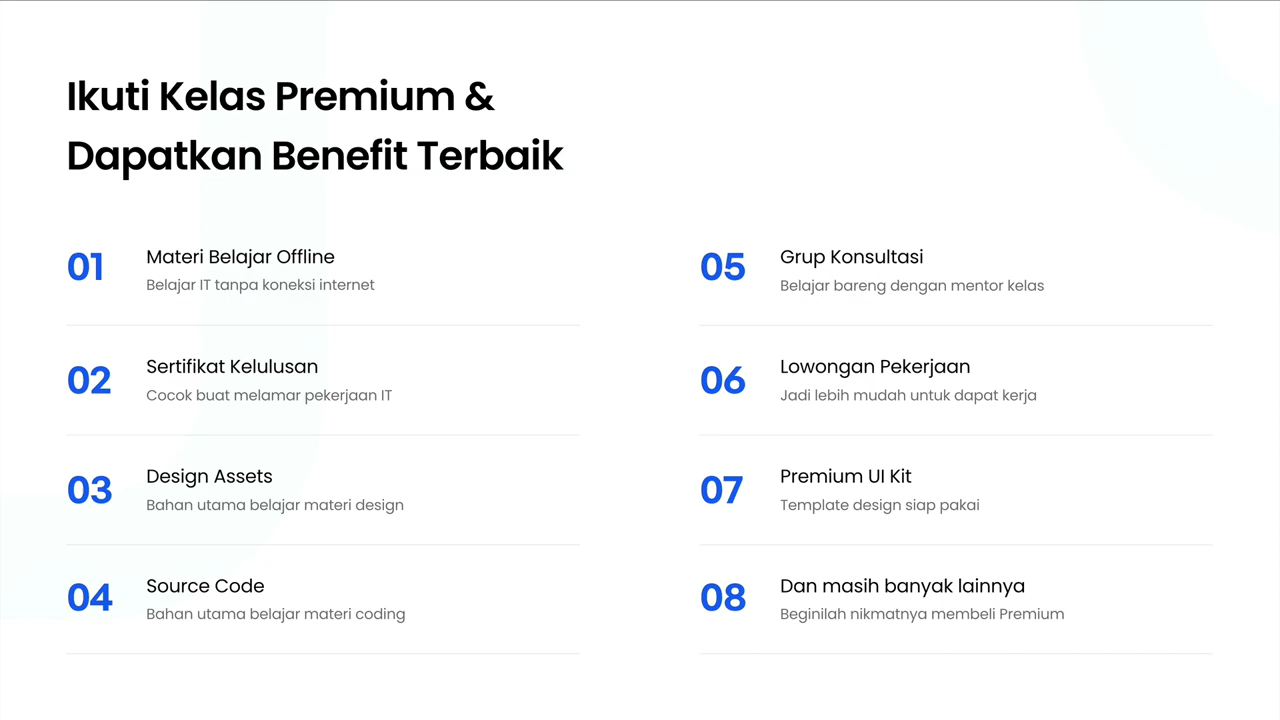 Ikuti Kelas Premium &
Dapatkan Benefit Terbaik
01
Materi Belajar Offline
Belajar IT tanpa koneksi internet
02
Sertifikat Kelulusan
Cocok buat melamar pekerjaan IT
03
Design Assets
Bahan utama belajar materi design
04
Source Code
Bahan utama belajar materi coding
05
Grup Konsultasi
Belajar bareng dengan mentor kelas
06
Lowongan Pekerjaan
Jadi lebih mudah untuk dapat kerja
07
Premium UI Kit
Template design siap pakai
08
Dan masih banyak lainnya
Beginilah nikmatnya membeli Premium